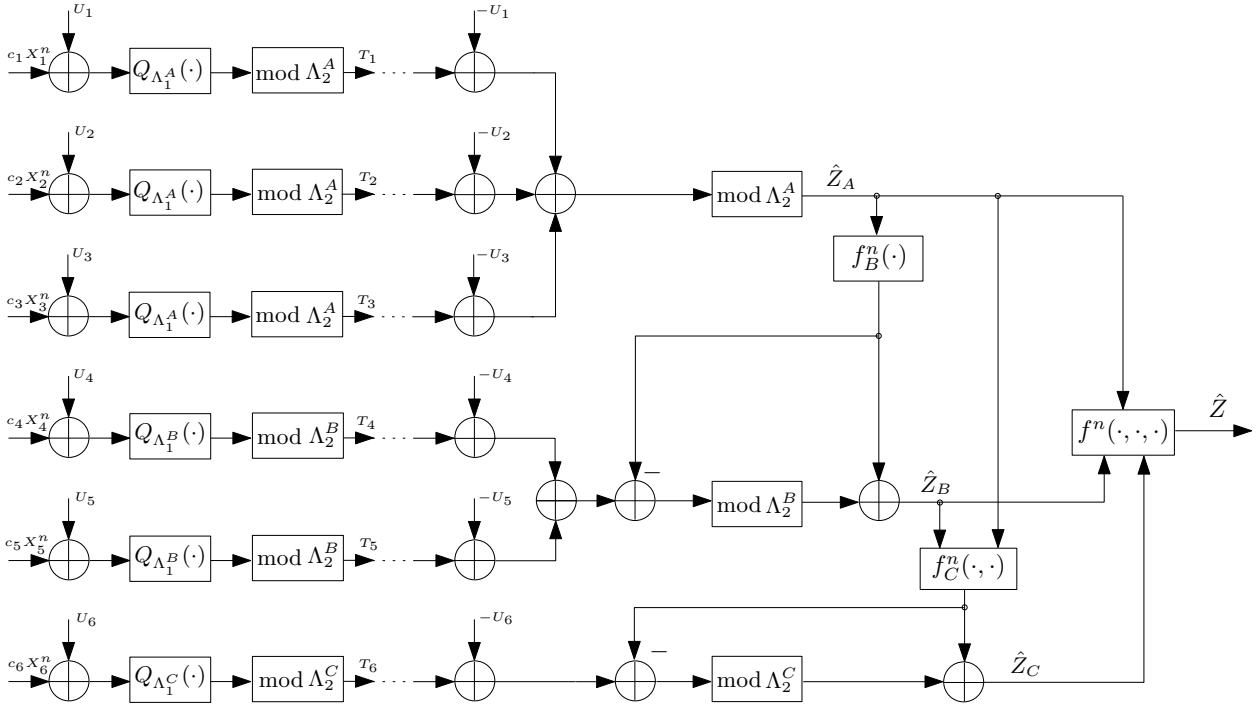 U_1
-U_1
c_1 X_1^n
Q_{Λ_1^A}(·)
mod Λ_2^A
T_1
. . .
U_2
-U_2
c_2 X_2^n
Q_{Λ_1^A}(·)
mod Λ_2^A
T_2
. . .
mod Λ_2^A
Ẑ_A
f_B^n(·)
U_3
-U_3
c_3 X_3^n
Q_{Λ_1^A}(·)
mod Λ_2^A
T_3
. . .
U_4
-U_4
c_4 X_4^n
Q_{Λ_1^B}(·)
mod Λ_2^B
T_4
. . .
f^n(·,·,·)
Ẑ
−
mod Λ_2^B
Ẑ_B
U_5
-U_5
c_5 X_5^n
Q_{Λ_1^B}(·)
mod Λ_2^B
T_5
. . .
f_C^n(·,·)
U_6
-U_6
c_6 X_6^n
Q_{Λ_1^C}(·)
mod Λ_2^C
T_6
. . .
−
mod Λ_2^C
Ẑ_C